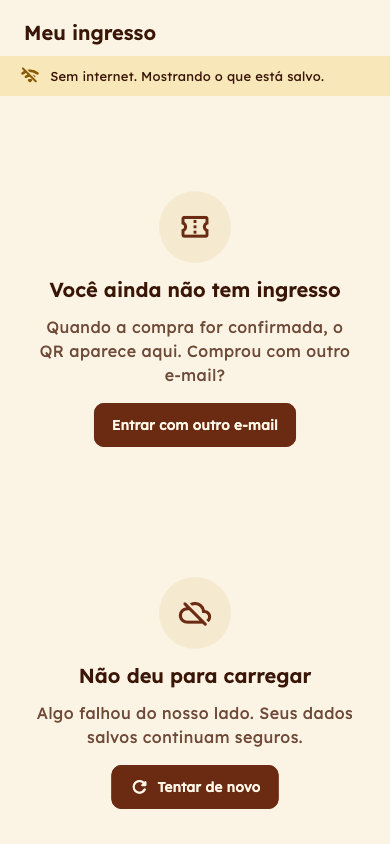 Meu ingresso
Sem internet. Mostrando o que está salvo.
Você ainda não tem ingresso
Quando a compra for confirmada, o
QR aparece aqui. Comprou com outro
e-mail?
Entrar com outro e-mail
Não deu para carregar
Algo falhou do nosso lado. Seus dados
salvos continuam seguros.
Tentar de novo